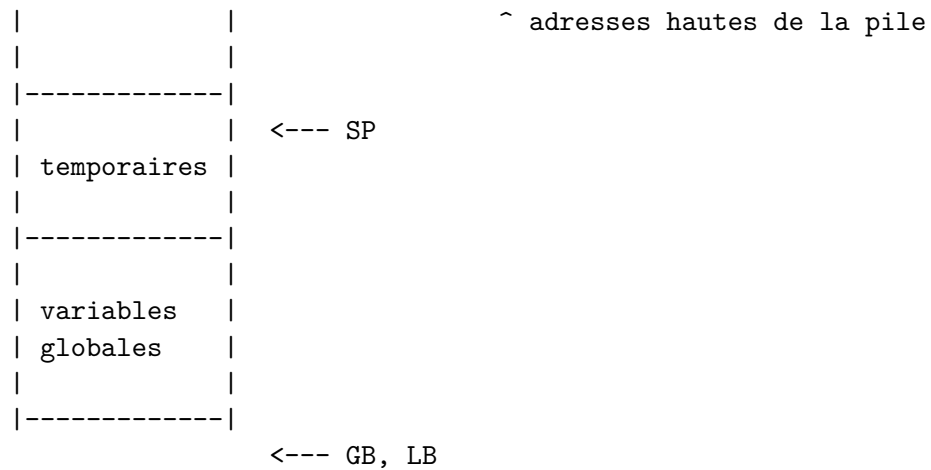 ^ adresses hautes de la pile
<--- SP
temporaires
variables
globales
<--- GB, LB